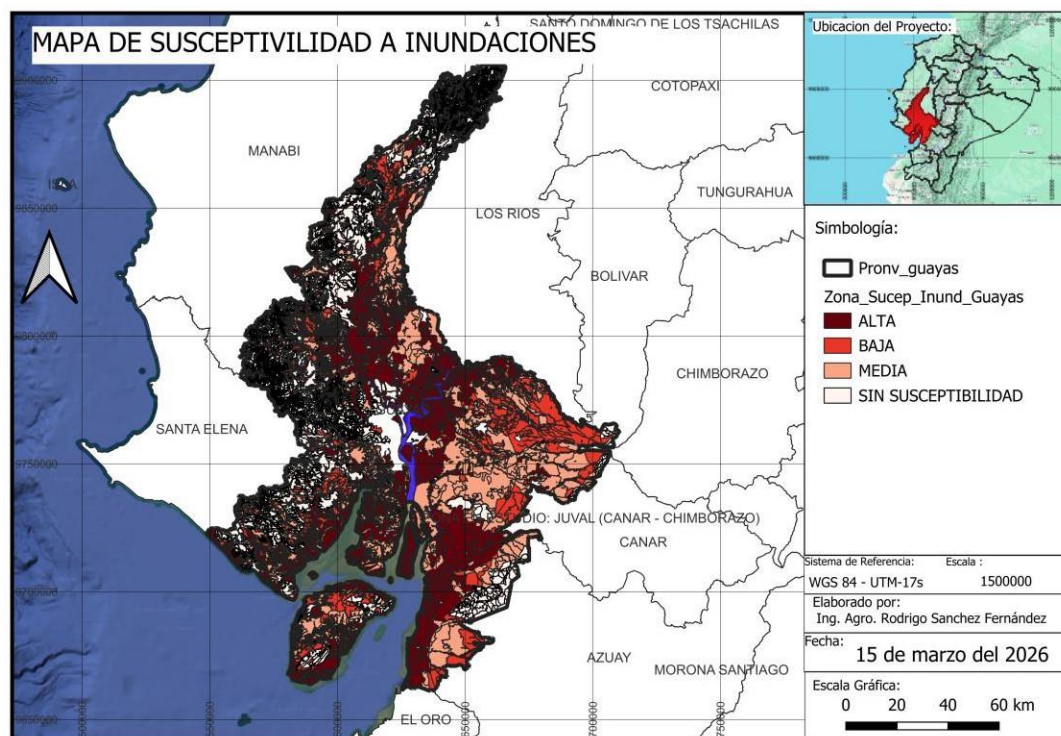 MAPA DE SUSCEPTIVILIDAD A INUNDACIONES
SANTO DOMINGO DE LOS TSACHILAS
COTOPAXI
MANABI
TUNGURAHUA
LOS RIOS
BOLIVAR
CHIMBORAZO
SANTA ELENA
ESTUDIO: JUVAL (CANAR - CHIMBORAZO)
CANAR
AZUAY
MORONA SANTIAGO
EL ORO
9850000
9750000
Ubicacion del Proyecto:
Simbología:
Pronv_guayas
Zona_Sucep_Inund_Guayas
ALTA
BAJA
MEDIA
SIN SUSCEPTIBILIDAD
Sistema de Referencia:
WGS 84 - UTM-17s
Escala :
1500000
Elaborado por:
Ing. Agro. Rodrigo Sanchez Fernández
Fecha:
15 de marzo del 2026
Escala Gráfica:
0 20 40 60 km